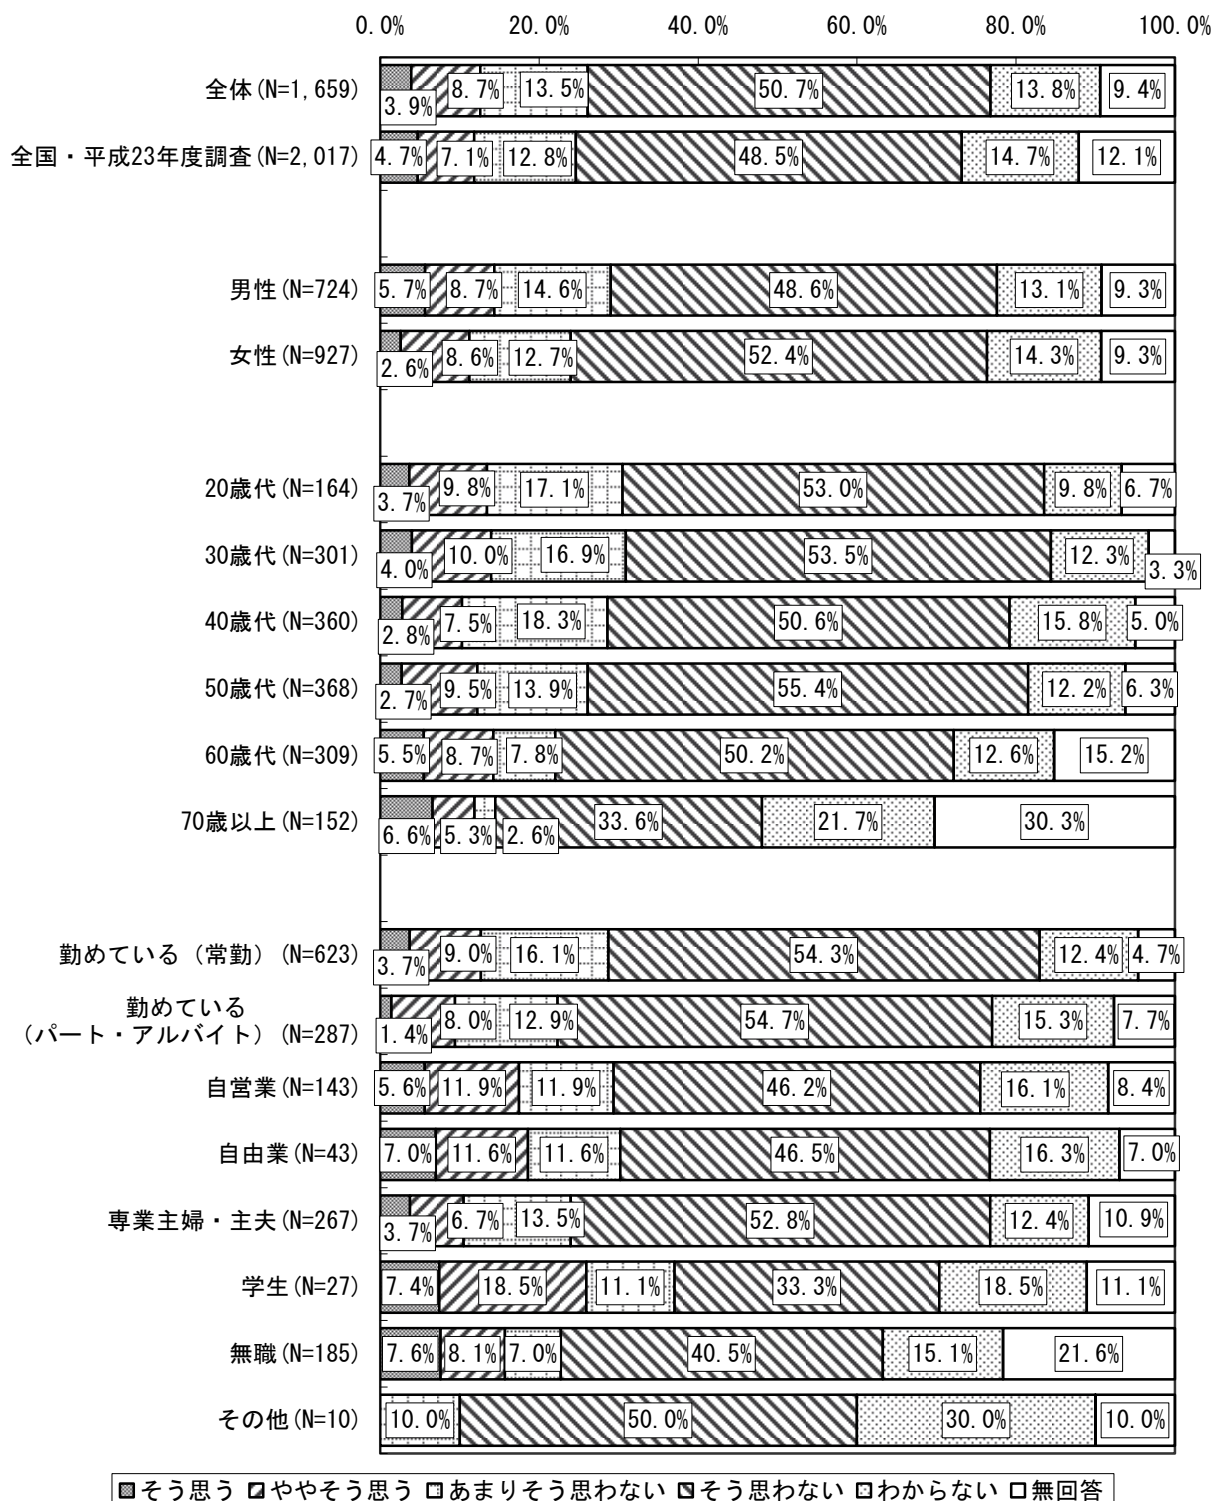 0.0% 20.0% 40.0% 60.0% 80.0% 100.0%
全体(N=1,659) 3.9% 8.7% 13.5% 50.7% 13.8% 9.4%
全国・平成23年度調査(N=2,017) 4.7% 7.1% 12.8% 48.5% 14.7% 12.1%
男性(N=724) 5.7% 8.7% 14.6% 48.6% 13.1% 9.3%
女性(N=927) 2.6% 8.6% 12.7% 52.4% 14.3% 9.3%
20歳代(N=164) 3.7% 9.8% 17.1% 53.0% 9.8% 6.7%
30歳代(N=301) 4.0% 10.0% 16.9% 53.5% 12.3% 3.3%
40歳代(N=360) 2.8% 7.5% 18.3% 50.6% 15.8% 5.0%
50歳代(N=368) 2.7% 9.5% 13.9% 55.4% 12.2% 6.3%
60歳代(N=309) 5.5% 8.7% 7.8% 50.2% 12.6% 15.2%
70歳以上(N=152) 6.6% 5.3% 2.6% 33.6% 21.7% 30.3%
勤めている（常勤）(N=623) 3.7% 9.0% 16.1% 54.3% 12.4% 4.7%
勤めている
（パート・アルバイト）(N=287) 1.4% 8.0% 12.9% 54.7% 15.3% 7.7%
自営業(N=143) 5.6% 11.9% 11.9% 46.2% 16.1% 8.4%
自由業(N=43) 7.0% 11.6% 11.6% 46.5% 16.3% 7.0%
専業主婦・主夫(N=267) 3.7% 6.7% 13.5% 52.8% 12.4% 10.9%
学生(N=27) 7.4% 18.5% 11.1% 33.3% 18.5% 11.1%
無職(N=185) 7.6% 8.1% 7.0% 40.5% 15.1% 21.6%
その他(N=10) 10.0% 50.0% 30.0% 10.0%
そう思う ややそう思う あまりそう思わない そう思わない わからない 無回答